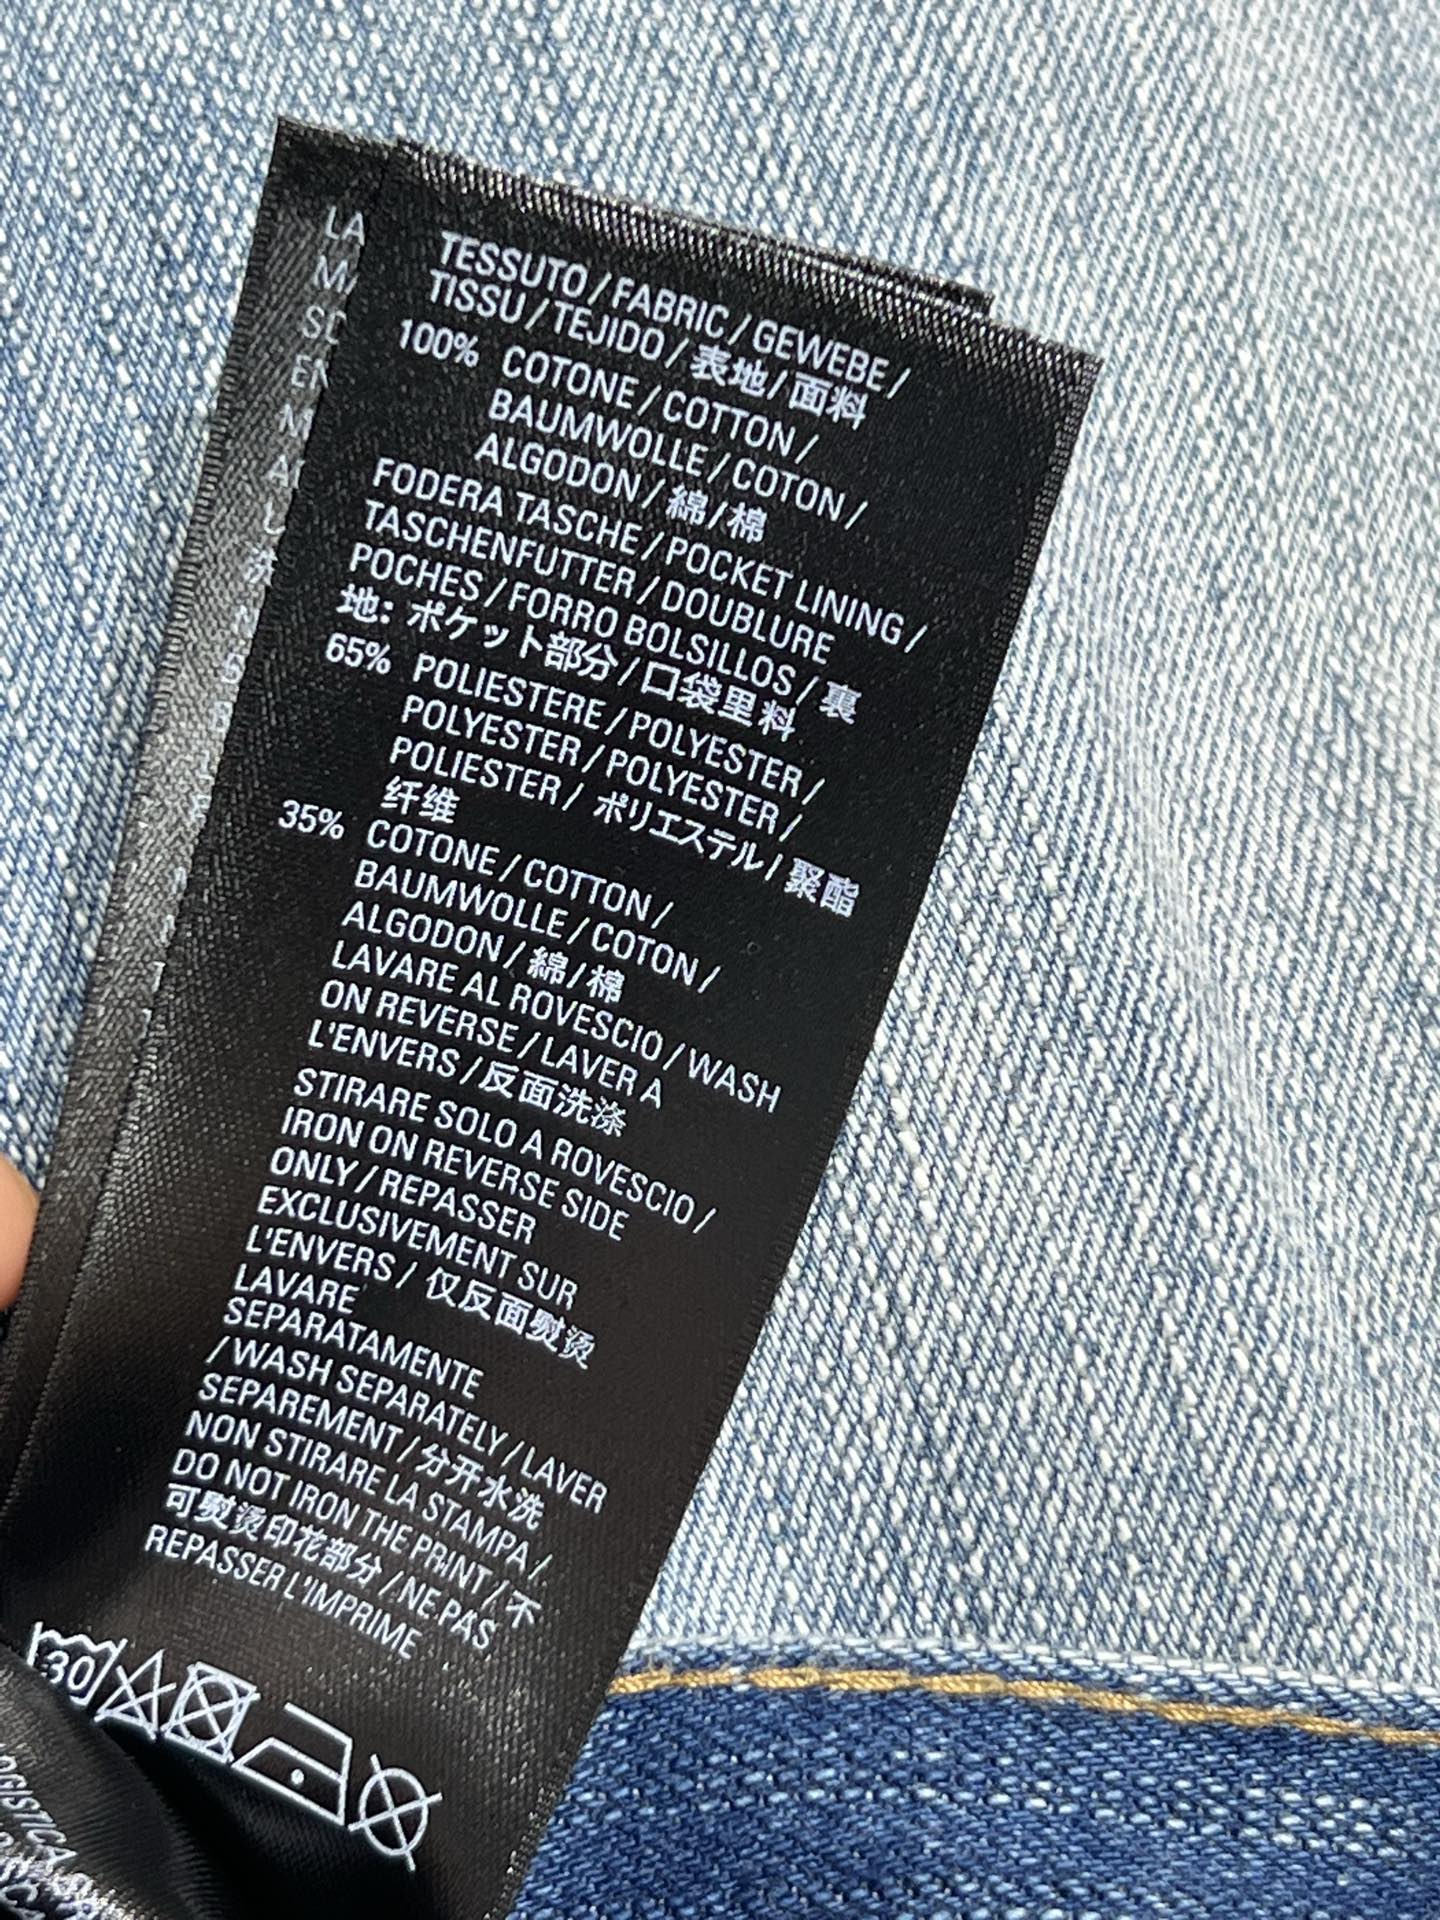 TESSUTO / FABRIC / GEWEBE /
TISSU / TEJIDO / 表地 / 面料
100% COTONE / COTTON /
BAUMWOLLE / COTON /
ALGODON / 綿 / 棉
FODERA TASCHE / POCKET LINING /
TASCHENFUTTER / DOUBLURE
POCHES / FORRO BOLSILLOS / 裏
地: ポケット部分 / 口袋里料
65% POLIESTERE / POLYESTER /
POLYESTER / POLYESTER /
POLIESTER / ポリエステル / 聚酯
纤维
35% COTONE / COTTON /
BAUMWOLLE / COTON /
ALGODON / 綿 / 棉
LAVARE AL ROVESCIO / WASH
ON REVERSE / LAVER A
L'ENVERS / 反面洗涤
STIRARE SOLO A ROVESCIO /
IRON ON REVERSE SIDE
ONLY / REPASSER
EXCLUSIVEMENT SUR
L'ENVERS / 仅反面熨烫
LAVARE
SEPARATAMENTE
/ WASH SEPARATELY / LAVER
SEPAREMENT / 分开水洗
NON STIRARE LA STAMPA /
DO NOT IRON THE PRINT / 不
可熨烫印花部分 / NE PAS
REPASSER L'IMPRIME
30